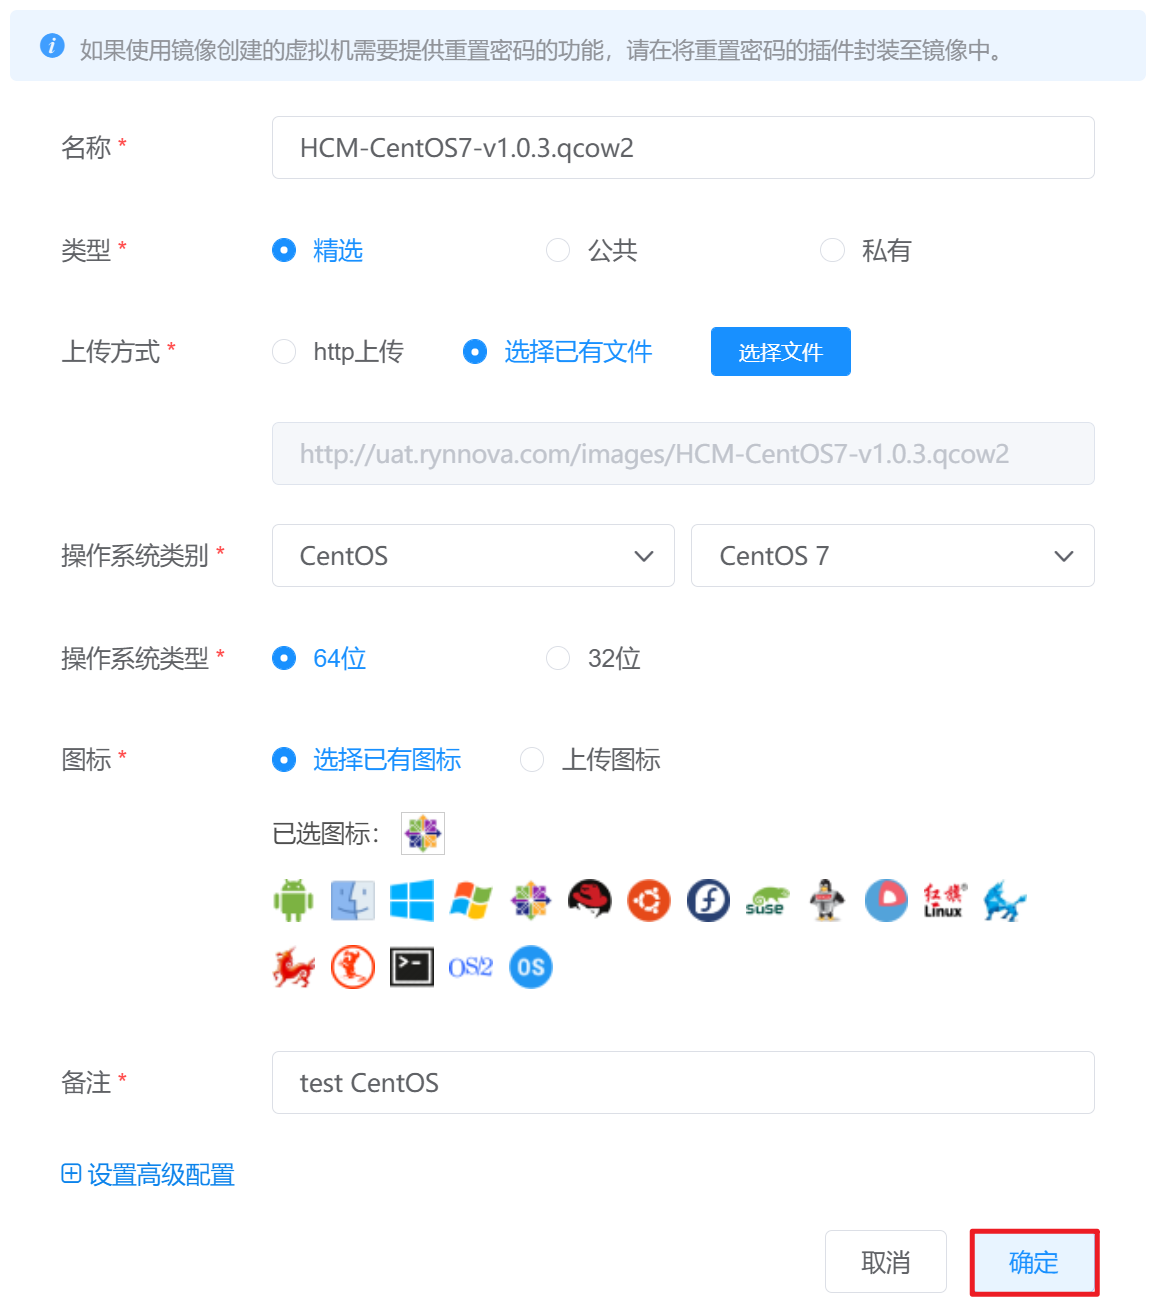 如果使用镜像创建的虚拟机需要提供重置密码的功能，请在将重置密码的插件封装至镜像中。
名称 * HCM-CentOS7-v1.0.3.qcow2
类型 * 精选 公共 私有
上传方式 * http上传 选择已有文件 选择文件
http://uat.rynnova.com/images/HCM-CentOS7-v1.0.3.qcow2
操作系统类别 * CentOS CentOS 7
操作系统类型 * 64位 32位
图标 * 选择已有图标 上传图标
已选图标：
suse 红旗 Linux
OS/2 OS
备注 * test CentOS
设置高级配置
取消 确定